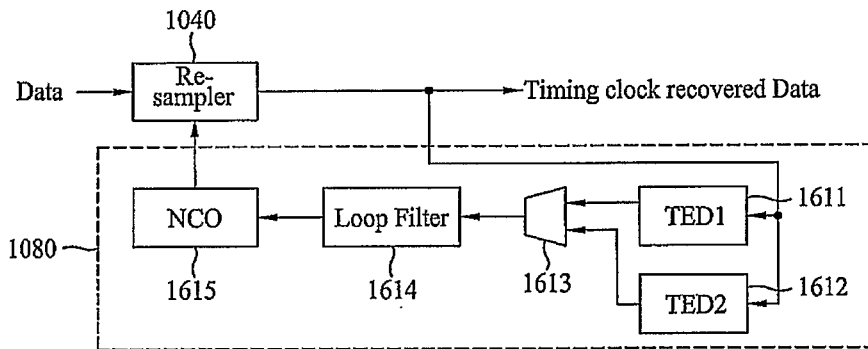 1040
Data
Re-
sampler
Timing clock recovered Data
NCO
Loop Filter
TED1
1611
1080
1615
1614
1613
TED2
1612